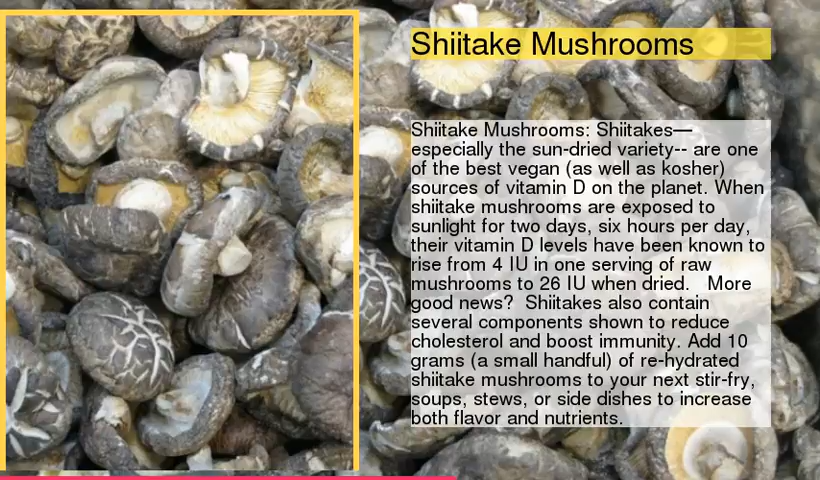 Shiitake Mushrooms
Shiitake Mushrooms: Shiitakes—
especially the sun-dried variety-- are one
of the best vegan (as well as kosher)
sources of vitamin D on the planet. When
shiitake mushrooms are exposed to
sunlight for two days, six hours per day,
their vitamin D levels have been known to
rise from 4 IU in one serving of raw
mushrooms to 26 IU when dried.   More
good news?  Shiitakes also contain
several components shown to reduce
cholesterol and boost immunity. Add 10
grams (a small handful) of re-hydrated
shiitake mushrooms to your next stir-fry,
soups, stews, or side dishes to increase
both flavor and nutrients.